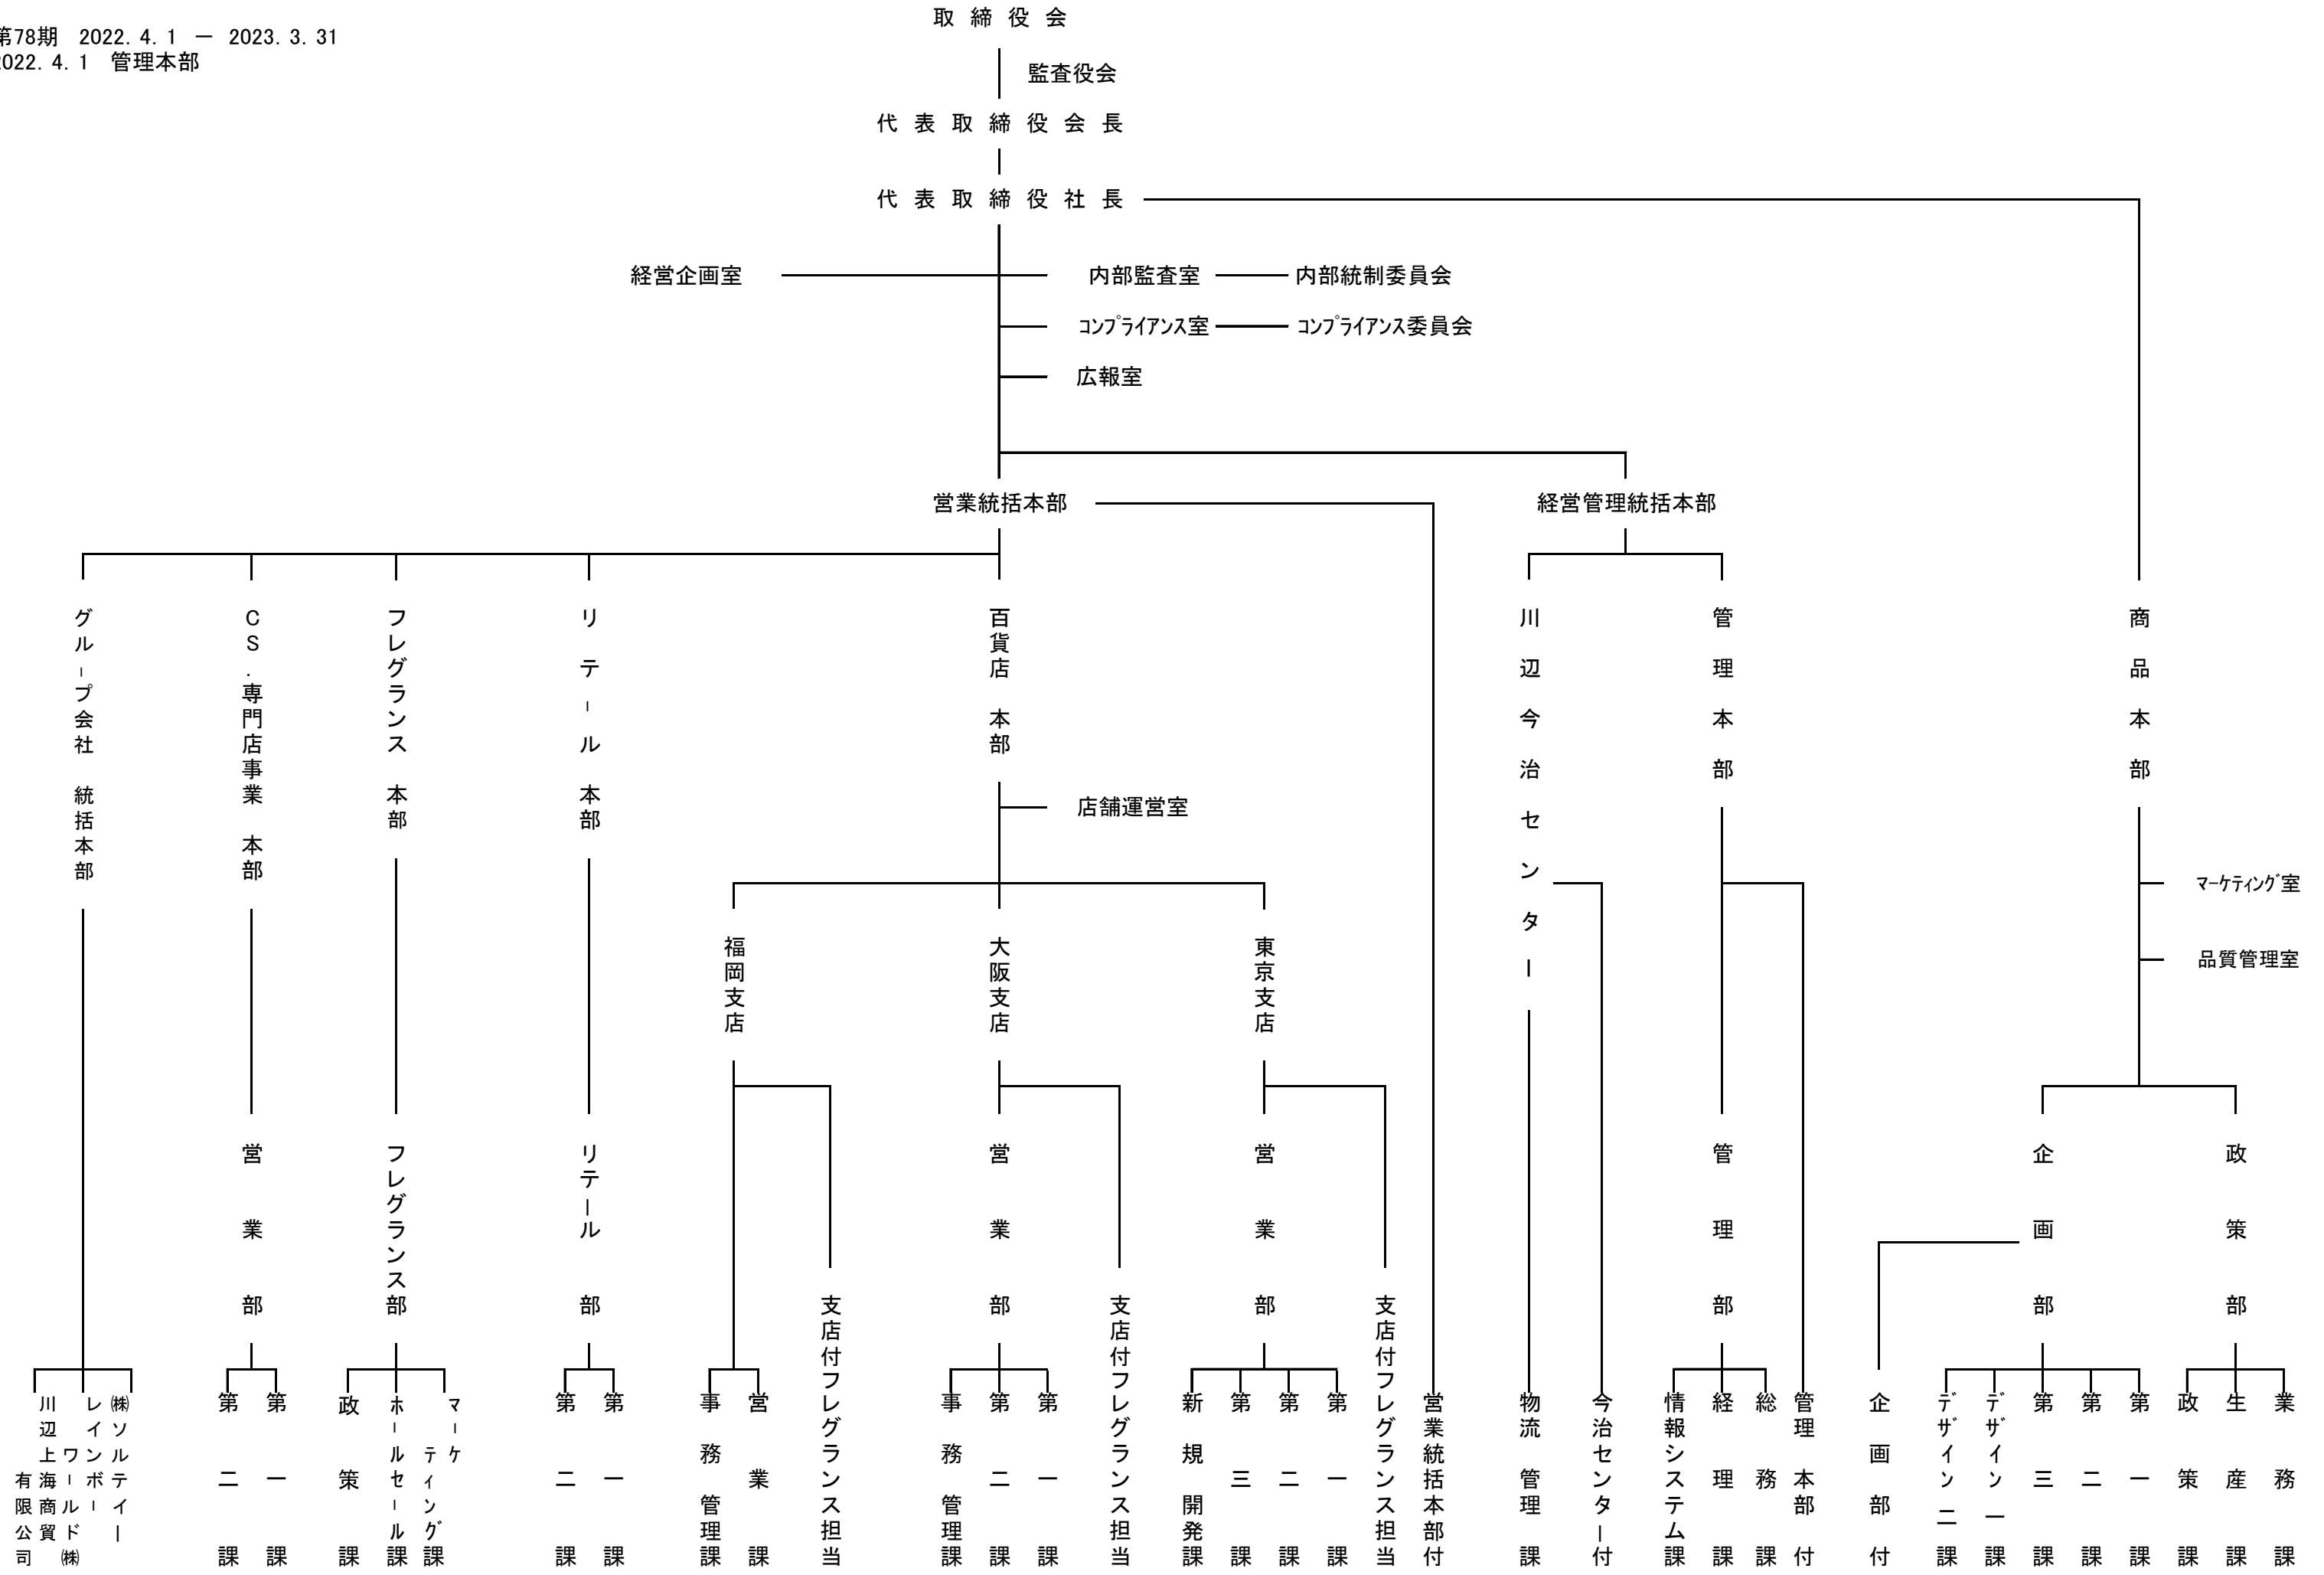 第78期　2022. 4. 1 － 2023. 3. 31
2022. 4. 1　管理本部
取締役会
監査役会
代表取締役会長
代表取締役社長
経営企画室
内部監査室
内部統制委員会
ｺﾝﾌﾟﾗｲｱﾝｽ室
ｺﾝﾌﾟﾗｲｱﾝｽ委員会
広報室
営業統括本部
経営管理統括本部
グループ会社　統括本部
CS.専門店事業　本部
フレグランス　本部
リテール　本部
百貨店　本部
川辺今治センター
管理本部
商品本部
店舗運営室
ﾏｰｹﾃｨﾝｸﾞ室
品質管理室
福岡支店
大阪支店
東京支店
営業部
フレグランス部
リテール　部
営業部
営業部
管理部
企画部
政策部
川辺上海商貿有限公司
レインボーワールド㈱
㈱ソルティー
第二課
第一課
政策課
ホールセール課
マーケティング課
第二課
第一課
事務管理課
営業課
支店付フレグランス担当
事務管理課
第二課
第一課
支店付フレグランス担当
新規開発課
第三課
第二課
第一課
支店付フレグランス担当
営業統括本部付
物流管理課
今治センター付
情報システム課
経理課
総務課
管理本部付
企画部付
ﾃﾞｻﾞｲﾝ二課
ﾃﾞｻﾞｲﾝ一課
第三課
第二課
第一課
政策課
生産課
業務課